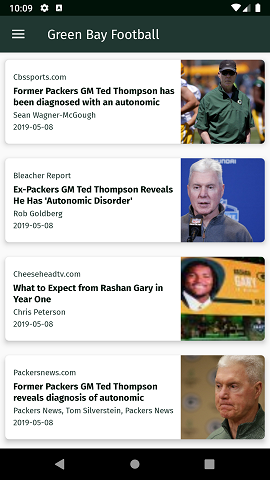 10:09
Green Bay Football
Cbssports.com
Former Packers GM Ted Thompson has
been diagnosed with an autonomic
Sean Wagner-McGough
2019-05-08
Bleacher Report
Ex-Packers GM Ted Thompson Reveals
He Has 'Autonomic Disorder'
Rob Goldberg
2019-05-08
Cheeseheadtv.com
What to Expect from Rashan Gary in
Year One
Chris Peterson
2019-05-08
GARY
Packersnews.com
Former Packers GM Ted Thompson
reveals diagnosis of autonomic
Packers News, Tom Silverstein, Packers News
2019-05-08